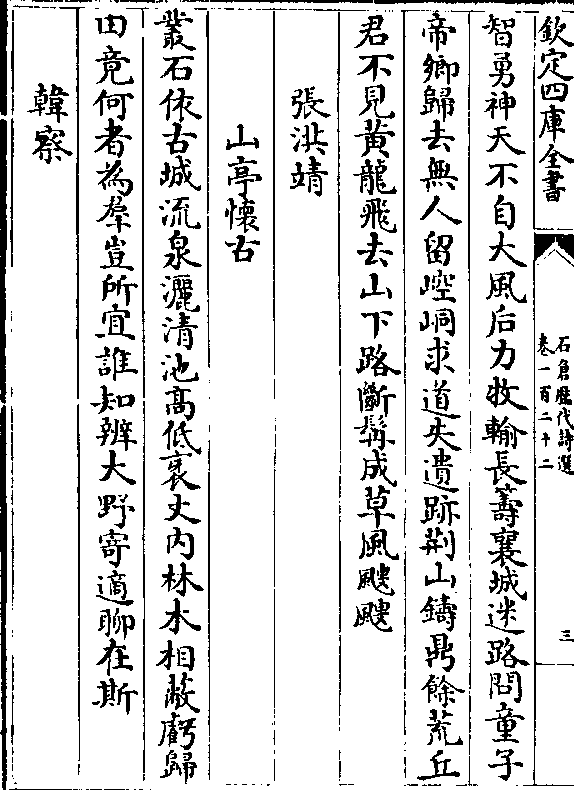 欽定四庫全書
石倉歷代詩選
卷一百二十二
三
智勇神天不自大風后力牧輸長籌襄城迷路問童子
帝鄉歸去無人留崆峒求道失遺跡荆山鑄鼎餘荒丘
君不見黃龍飛去山下路斷髯成草風颼颼
張洪靖
山亭懷古
叢石依古城流泉灑清池高低袤丈內林木相蔽虧歸
田竟何者為羣豈所宜誰知辨大野寄適聊在斯
韓察